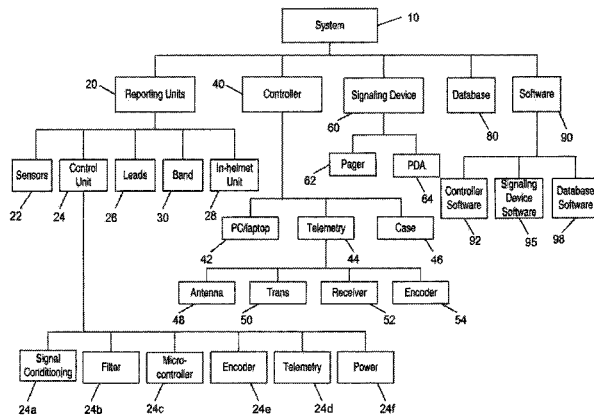 System
10
20
Reporting Units
40
Controller
Signaling Device
60
Database
80
Software
90
Sensors
22
Control
Unit
24
Leads
26
Band
30
In-helmet
Unit
28
Pager
62
PDA
64
Controller
Software
92
Signaling
Device
Software
95
Database
Software
98
PC/laptop
42
Telemetry
44
Case
46
Antenna
48
Trans
50
Receiver
52
Encoder
54
Signal
Conditioning
24a
Filter
24b
Micro-
controller
24c
Encoder
24e
Telemetry
24d
Power
24f